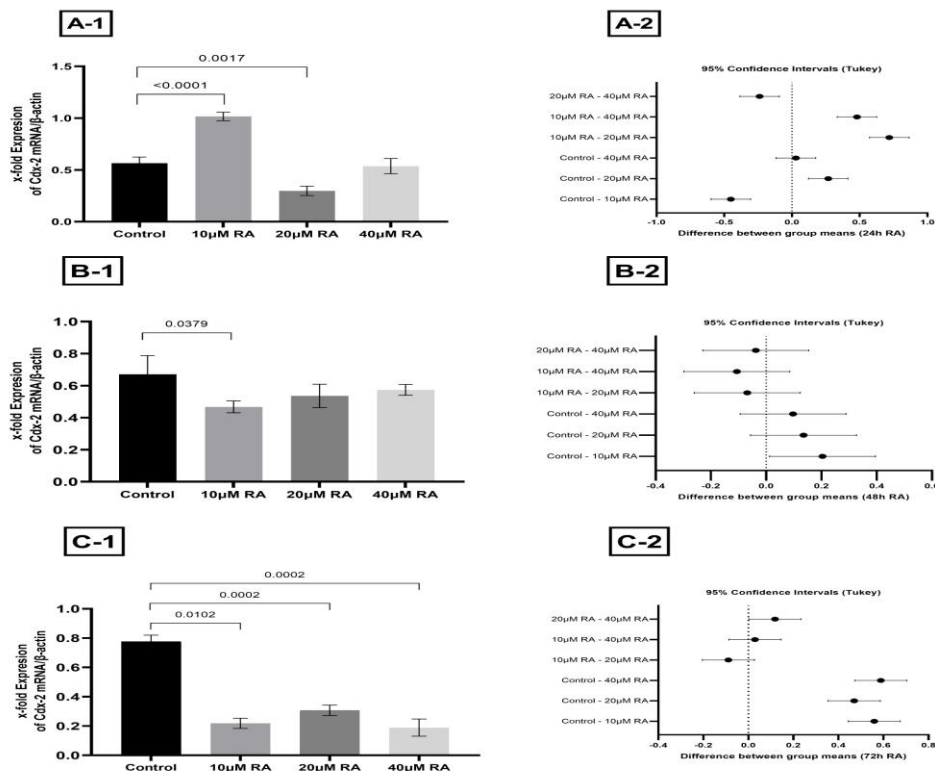 A-1
x-fold Expresion
of Cdx-2 mRNA/β-actin
1.5
1.0
0.5
0.0
0.0017
<0.0001
Control 10µM RA 20µM RA 40µM RA
A-2
95% Confidence Intervals (Tukey)
20µM RA - 40µM RA
10µM RA - 40µM RA
10µM RA - 20µM RA
Control - 40µM RA
Control - 20µM RA
Control - 10µM RA
-1.0 -0.5 0.0 0.5 1.0
Difference between group means (24h RA)
B-1
x-fold Expresion
of Cdx-2 mRNA/β-actin
1.0
0.8
0.6
0.4
0.2
0.0
0.0379
Control 10µM RA 20µM RA 40µM RA
B-2
95% Confidence Intervals (Tukey)
20µM RA - 40µM RA
10µM RA - 40µM RA
10µM RA - 20µM RA
Control - 40µM RA
Control - 20µM RA
Control - 10µM RA
-0.4 -0.2 0.0 0.2 0.4 0.6
Difference between group means (48h RA)
C-1
x-fold Expresion
of Cdx-2 mRNA/β-actin
1.0
0.8
0.6
0.4
0.2
0.0
0.0002
0.0002
0.0102
Control 10µM RA 20µM RA 40µM RA
C-2
95% Confidence Intervals (Tukey)
20µM RA - 40µM RA
10µM RA - 40µM RA
10µM RA - 20µM RA
Control - 40µM RA
Control - 20µM RA
Control - 10µM RA
-0.4 -0.2 0.0 0.2 0.4 0.6 0.8
Difference between group means (72h RA)